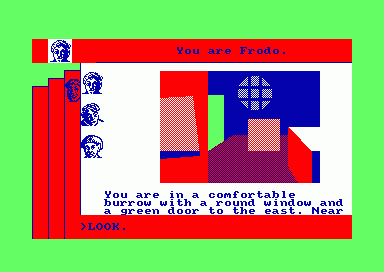 You are Frodo.
You are in a comfortable
burrow with a round window and
a green door to the east. Near
>LOOK.